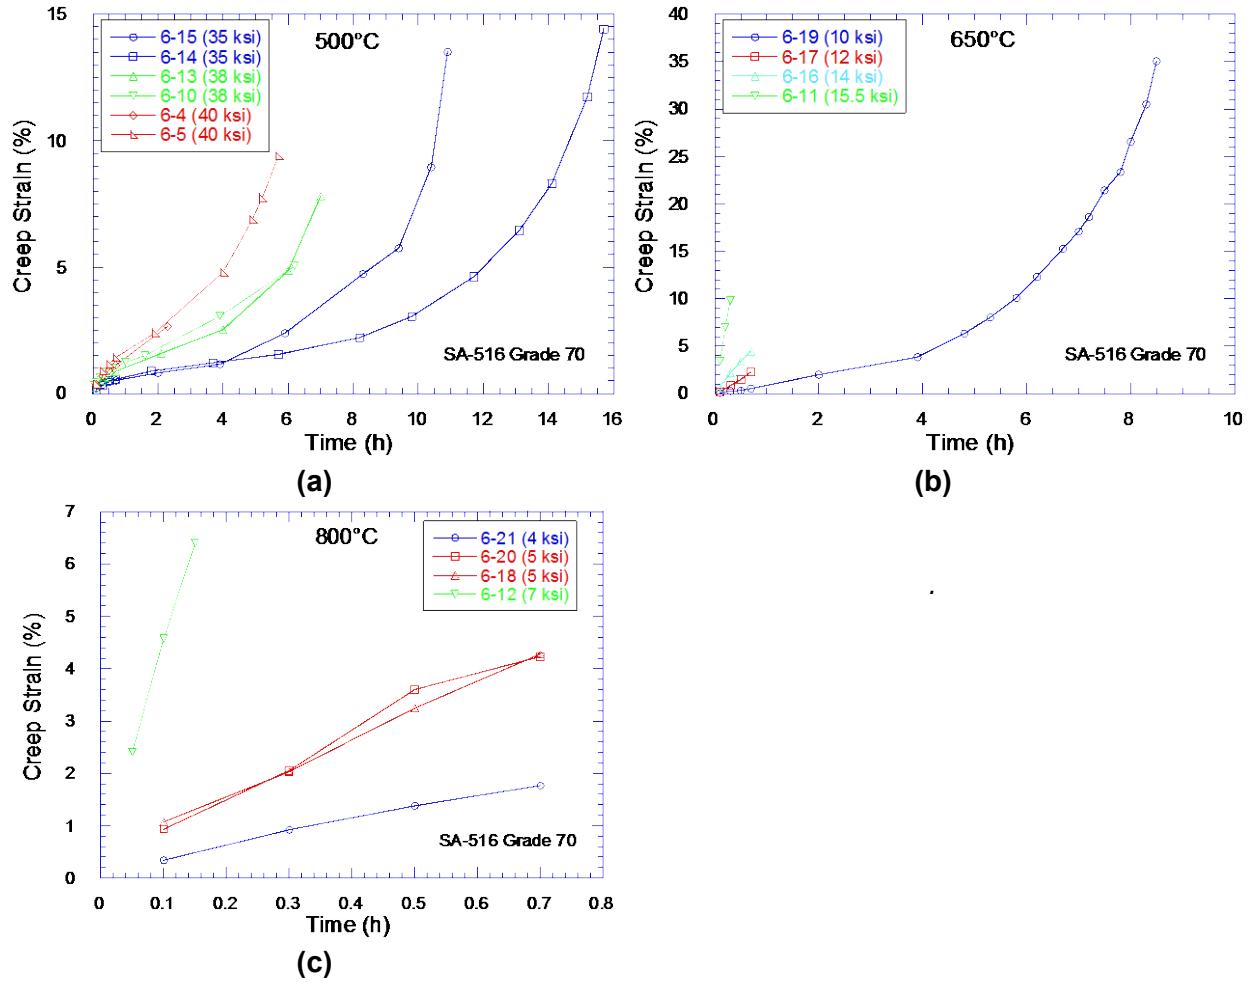 500°C
6-15 (35 ksi)
6-14 (35 ksi)
6-13 (38 ksi)
6-10 (38 ksi)
6-4 (40 ksi)
6-5 (40 ksi)
15
10
5
0
Creep Strain (%)
SA-516 Grade 70
0 2 4 6 8 10 12 14 16
Time (h)
(a)
650°C
6-19 (10 ksi)
6-17 (12 ksi)
6-16 (14 ksi)
6-11 (15.5 ksi)
40
35
30
25
20
15
10
5
0
Creep Strain (%)
SA-516 Grade 70
0 2 4 6 8 10
Time (h)
(b)
800°C
6-21 (4 ksi)
6-20 (5 ksi)
6-18 (5 ksi)
6-12 (7 ksi)
7
6
5
4
3
2
1
0
Creep Strain (%)
SA-516 Grade 70
0 0.1 0.2 0.3 0.4 0.5 0.6 0.7 0.8
Time (h)
(c)